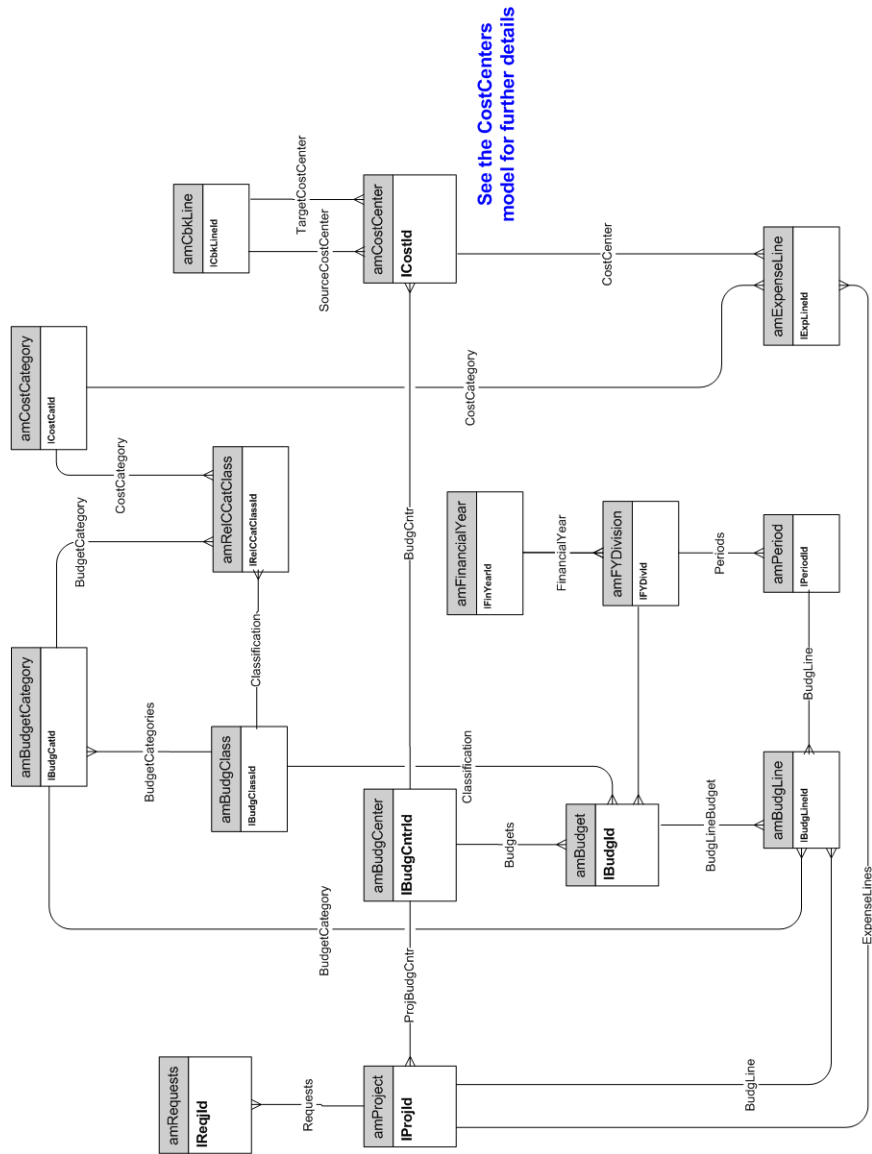 amCbkLine
lCbkLineId
TargetCostCenter
SourceCostCenter
amCostCenter
lCostId
See the CostCenters
model for further details
amCostCategory
lCostCatId
CostCategory
CostCategory
CostCenter
amExpenseLine
lExpLineId
amRelCCatClass
lRelCCatClassId
BudgetCategory
BudgCntr
amFinancialYear
lFinYearId
FinancialYear
amFYDivision
lFYDivId
Periods
amPeriod
lPeriodId
amBudgetCategory
lBudgCatId
BudgetCategories
Classification
amBudgClass
lBudgClassId
Classification
amBudgCenter
lBudgCntrId
Budgets
amBudget
lBudgId
BudgLineBudget
BudgLine
amBudgLine
lBudgLineId
BudgetCategory
ProjBudgCntr
ExpenseLines
amRequests
lReqjId
Requests
amProject
lProjId
BudgLine